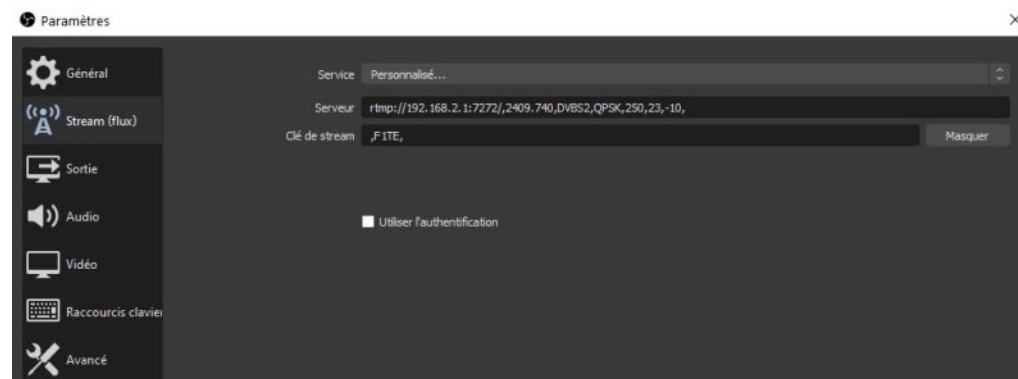 Paramètres
Général
Stream (flux)
Sortie
Audio
Vidéo
Raccourcis clavier
Avancé
Service Personnalisé...
Serveur rtmp://192.168.2.1:7272/,2409.740,DVBS2,QPSK,250,23,-10,
Clé de stream ,F1TE, Masquer
Utiliser l'authentification